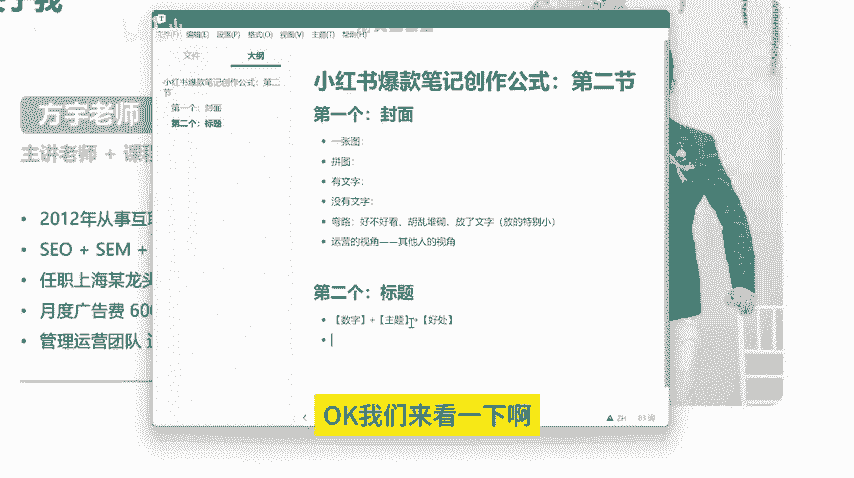 文件(F) 编辑(E) 段落(P) 格式(O) 视图(V) 主题(T) 帮助(H)
文件 大纲
小红书爆款笔记创作公式：第二节
第一个：封面
第二个：标题
小红书爆款笔记创作公式：第二节
第一个：封面
一张图：
拼图：
有文字：
没有文字：
弯路：好不好看、胡乱堆砌、放了文字（放的特别小）
运营的视角——其他人的视角
第二个：标题
【数字】+【主题】+【好处】
方宇老师
主讲老师 + 课程
• 2012年从事互联
• SEO + SEM +
• 任职上海某龙头
• 月度广告费 600
• 管理运营团队
ZH 83 词
OK我们来看一下啊